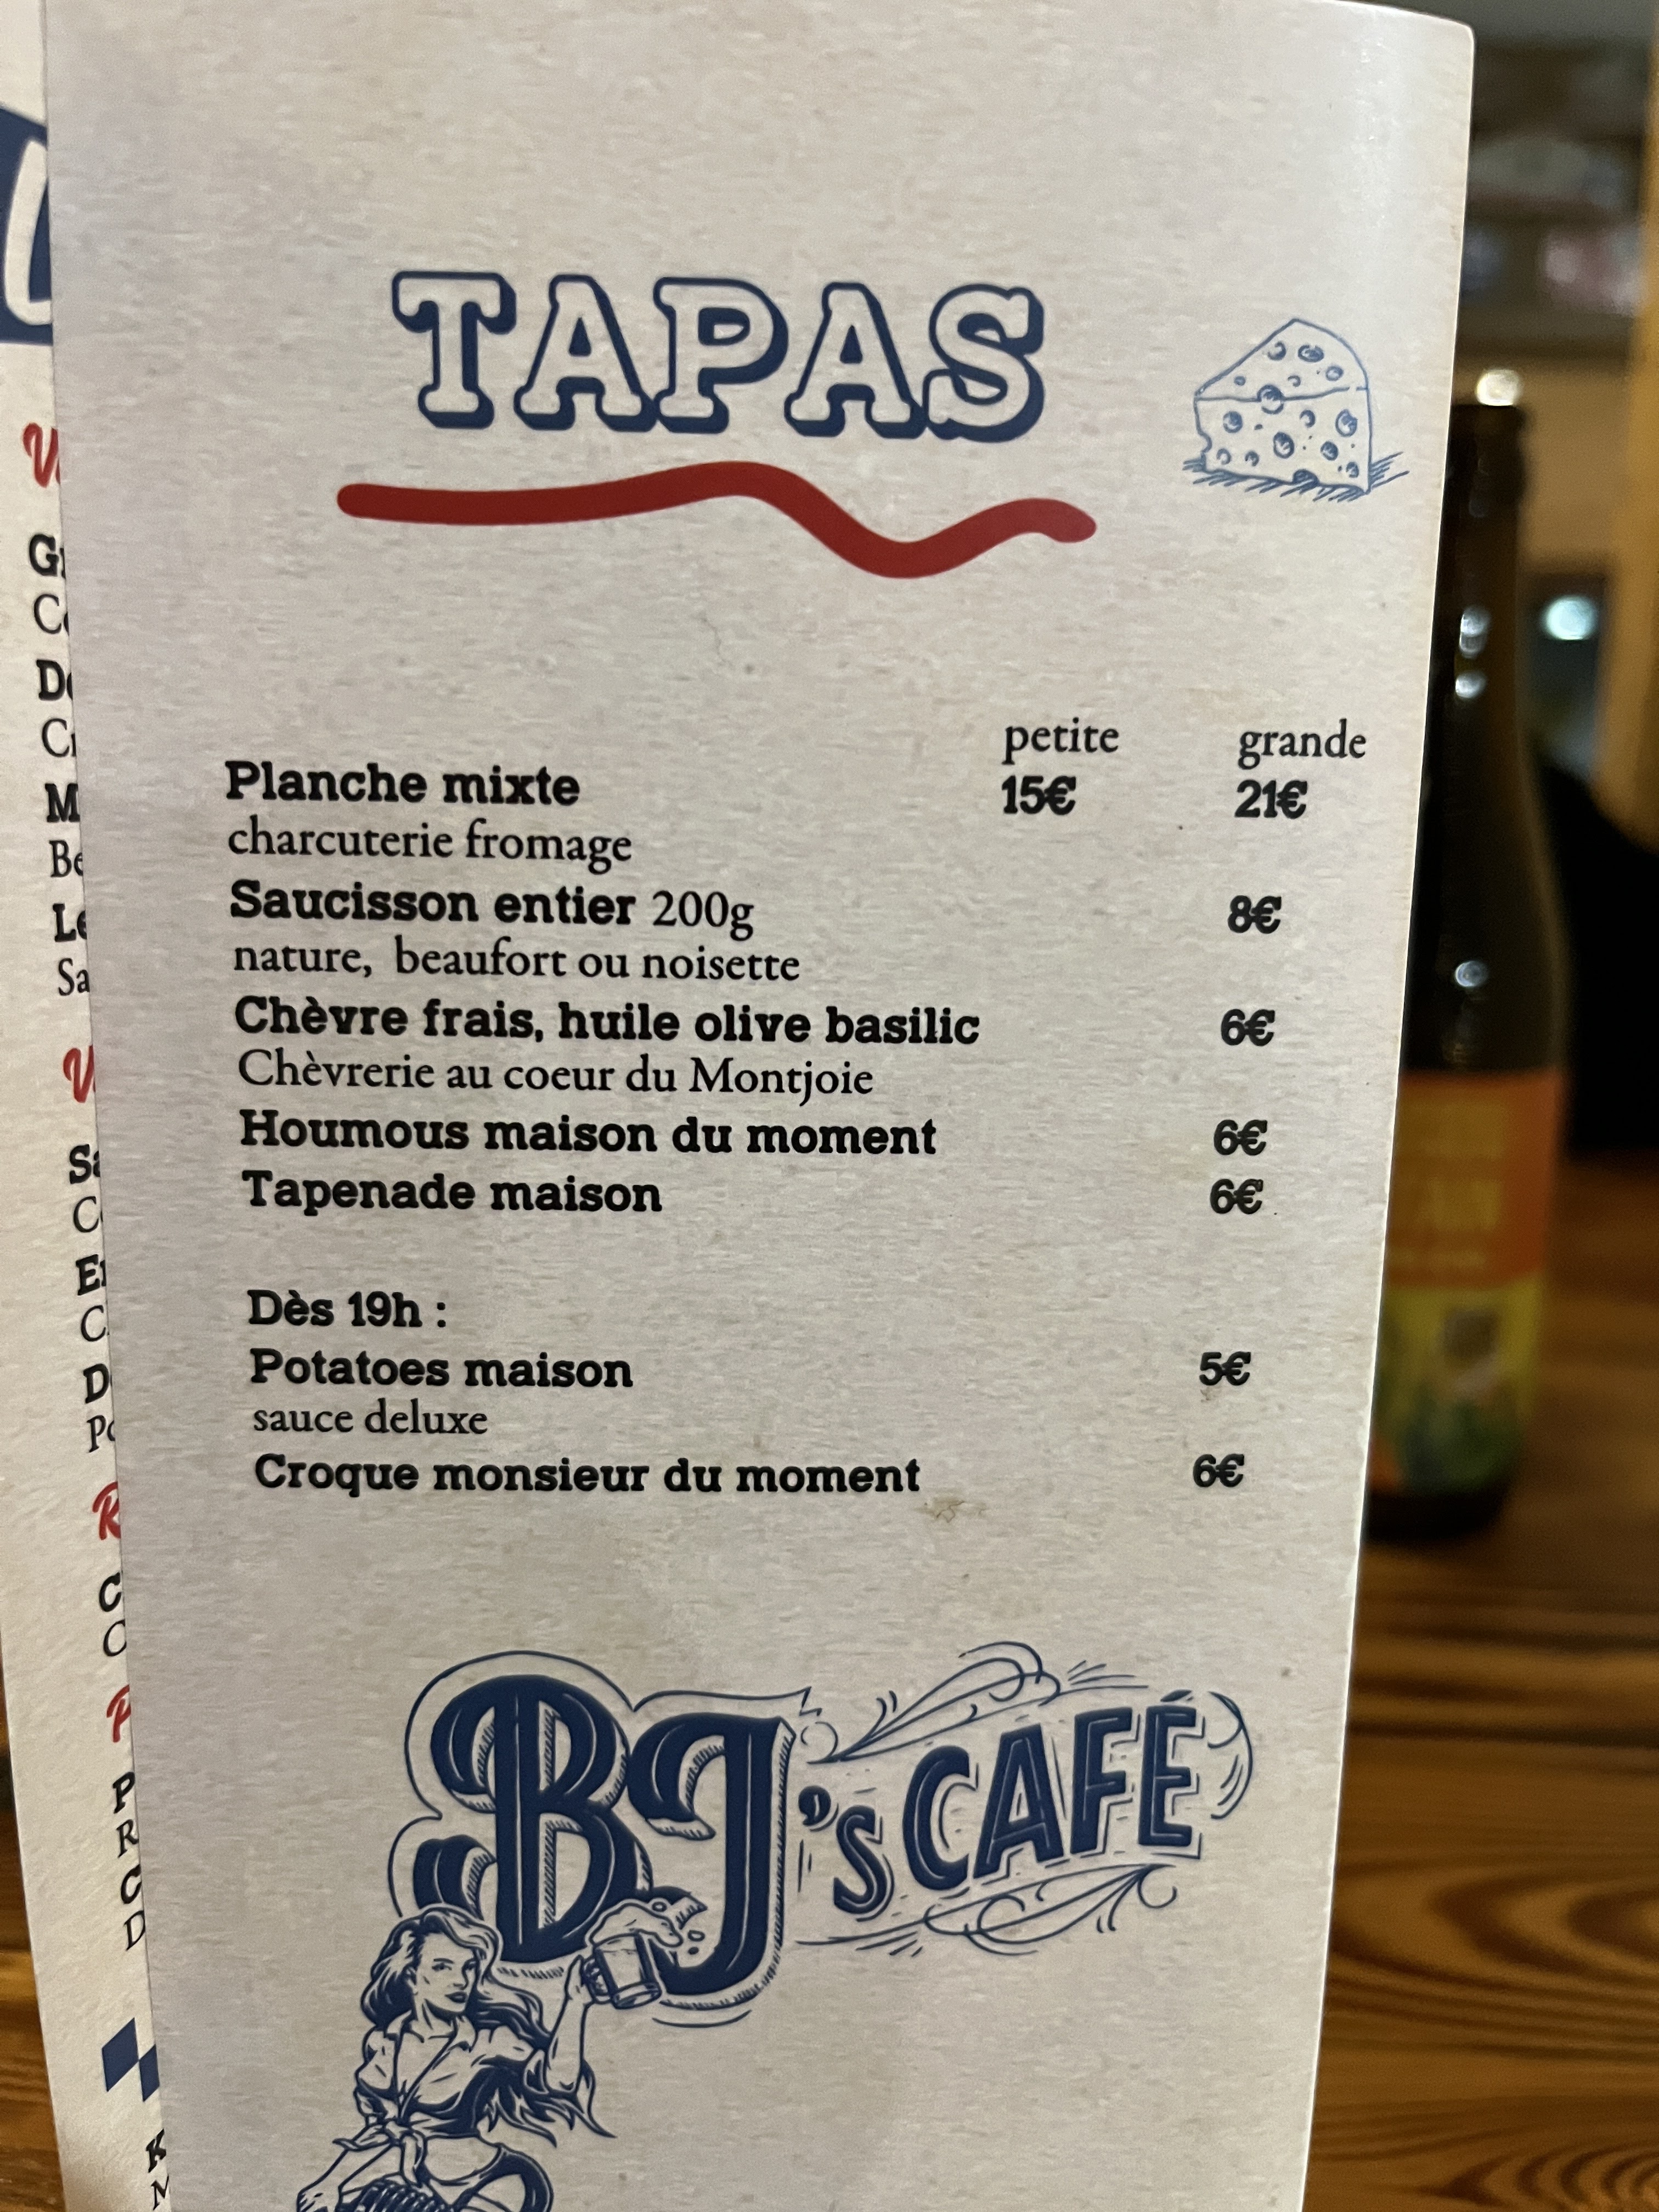 TAPAS
petite grande
Planche mixte 15€ 21€
charcuterie fromage
Saucisson entier 200g 8€
nature, beaufort ou noisette
Chèvre frais, huile olive basilic 6€
Chèvrerie au coeur du Montjoie
Houmous maison du moment 6€
Tapenade maison 6€
Dès 19h :
Potatoes maison 5€
sauce deluxe
Croque monsieur du moment 6€
BJ's CAFÉ